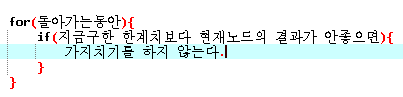 for(돌아가는동안){
if(지금구한 한계치보다 현재노드의 결과가 안좋으면){
가지치기를 하지 않는다.
}
}